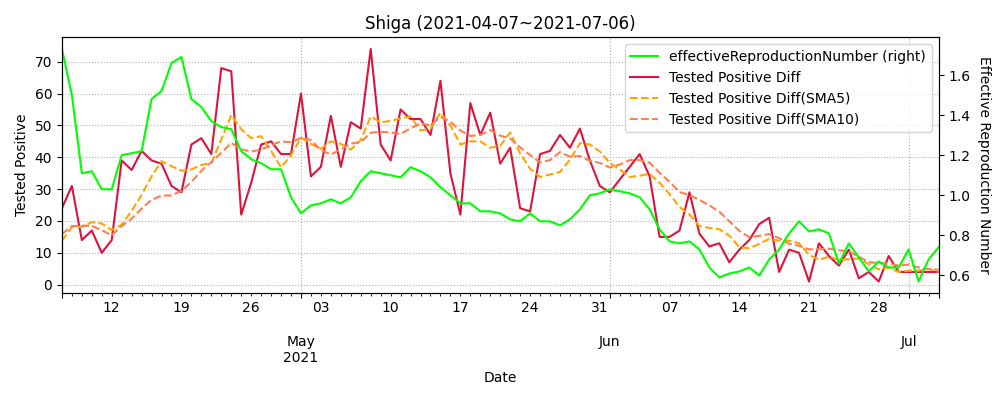 Shiga (2021-04-07~2021-07-06)
effectiveReproductionNumber (right)
Tested Positive Diff
Tested Positive Diff(SMA5)
Tested Positive Diff(SMA10)
Tested Positive
70
60
50
40
30
20
10
0
1.6
1.4
1.2
1.0
0.8
0.6
Effective Reproduction Number
12 19 26 03 10 17 24 31 07 14 21 28
May Jun Jul
2021
Date